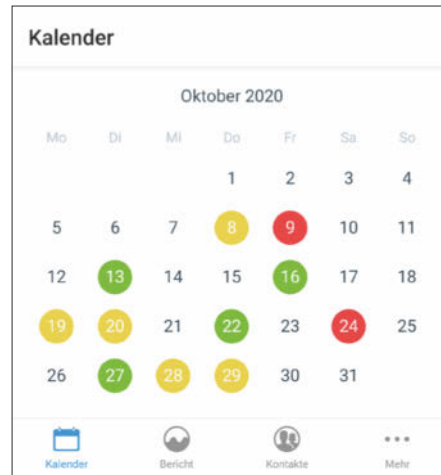 Kalender
Oktober 2020
Mo Di Mi Do Fr Sa So
1 2 3 4
5 6 7 8 9 10 11
12 13 14 15 16 17 18
19 20 21 22 23 24 25
26 27 28 29 30 31
Kalender Bericht Kontakte Mehr